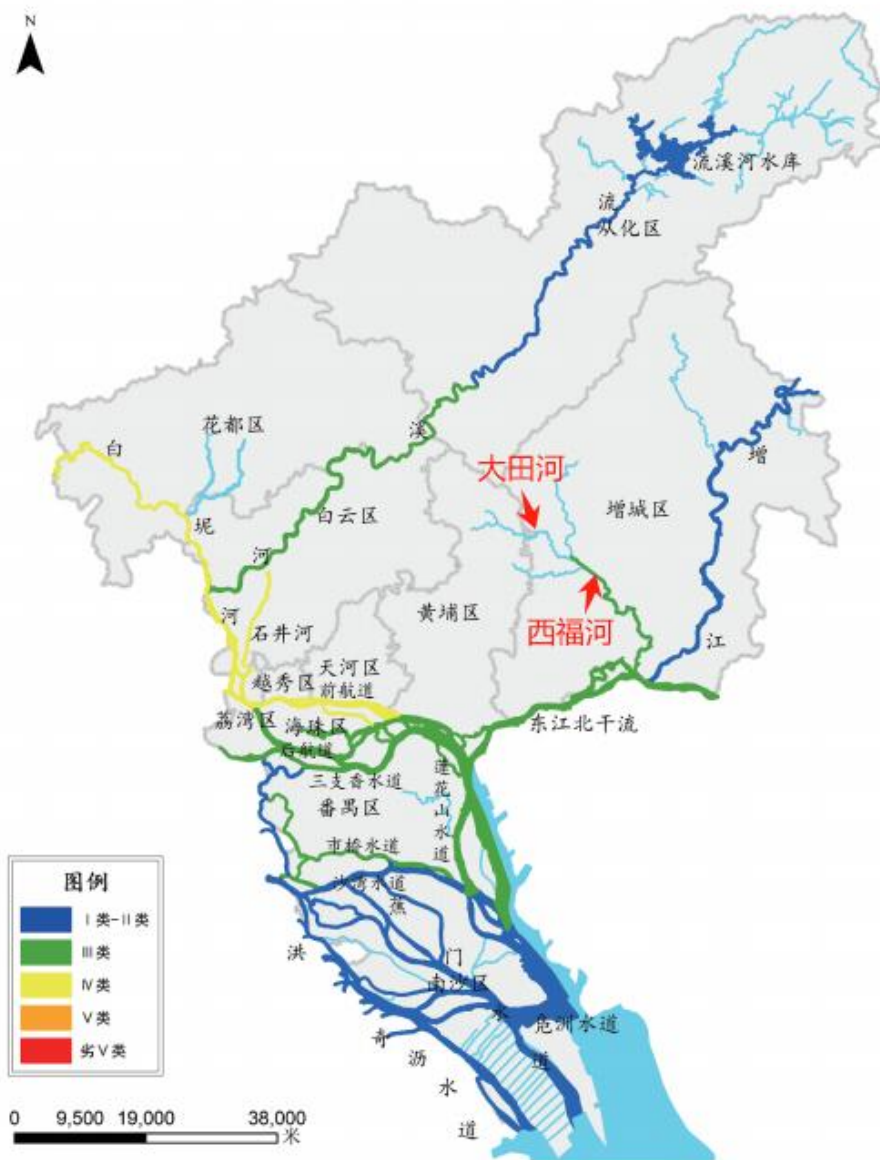 N
流溪河水库
流
从化区
花都区
白
溪
增
大田河
增城区
坭
白云区
河
西福河
黄埔区
河
石井河
江
天河区
越秀区
前航道
荔湾区
海珠区
东江北干流
后航道
三支香水道
番禺区
莲花山水道
市桥水道
沙湾水道
蕉
门
洪
南沙区
水
凫洲水道
奇
沥
道
水
道
图例
Ⅰ类-Ⅱ类
Ⅲ类
Ⅳ类
Ⅴ类
劣Ⅴ类
0 9,500 19,000 38,000
米